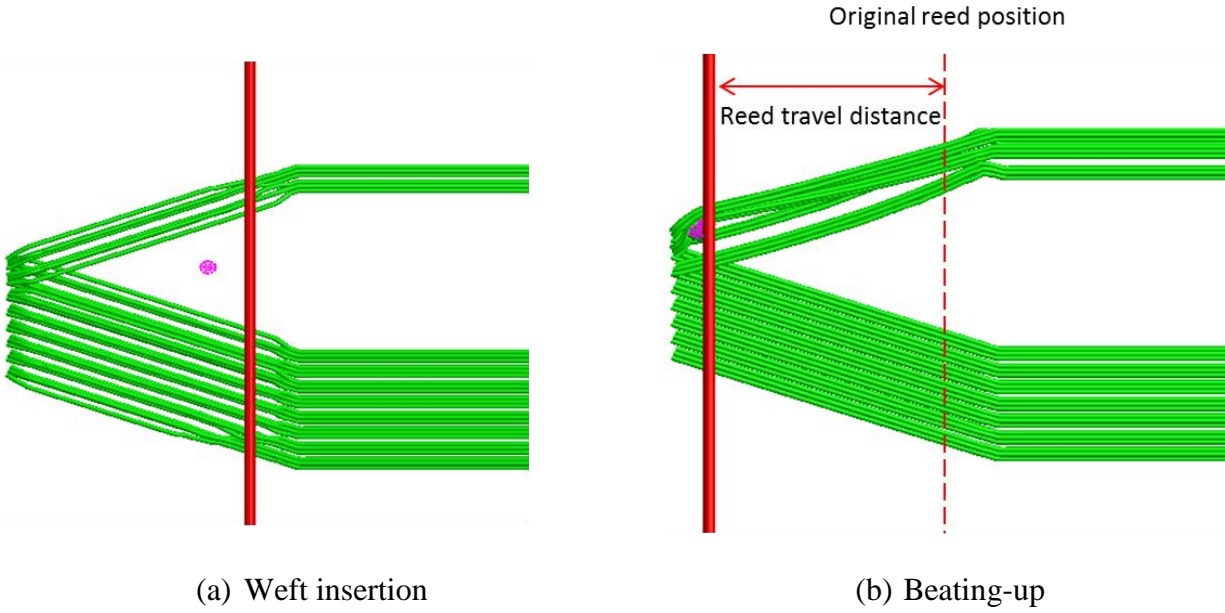 Original reed position
Reed travel distance
(a) Weft insertion
(b) Beating-up